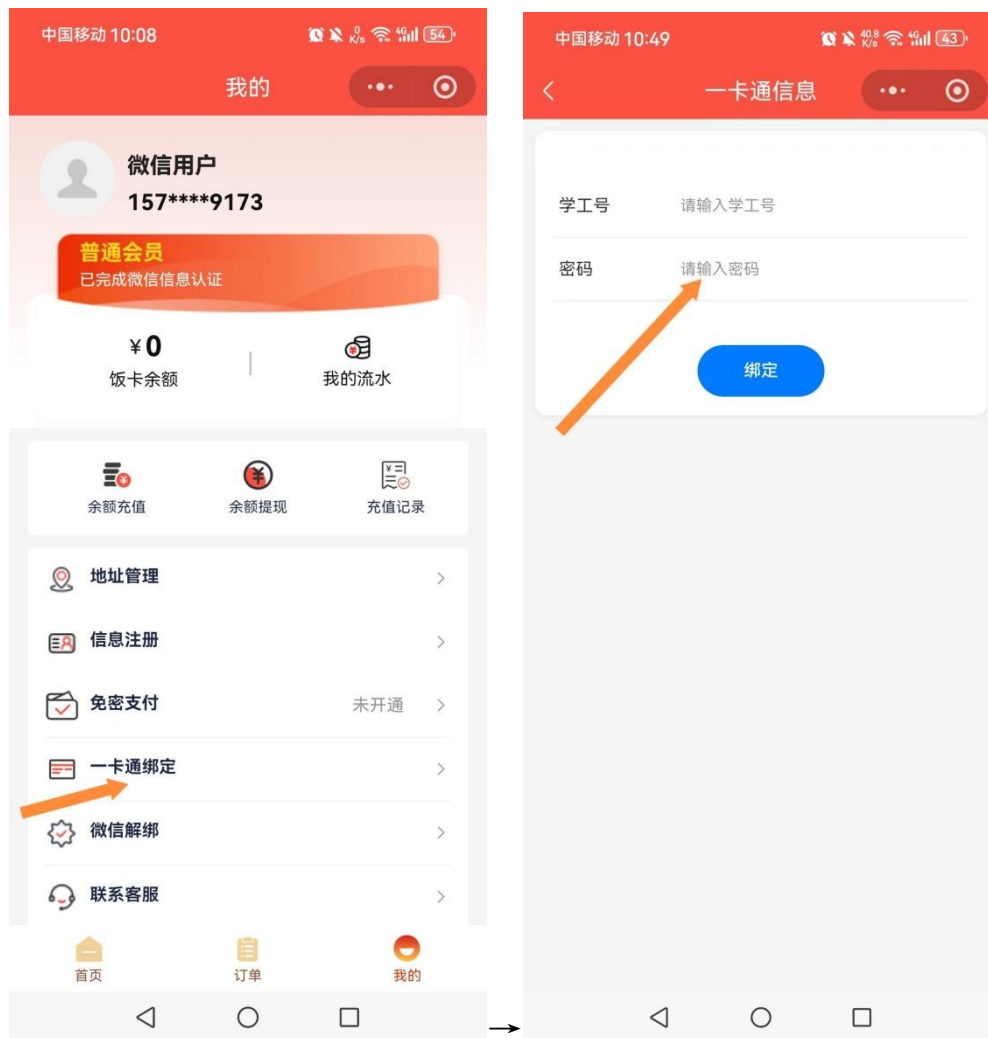 中国移动 10:08
0 K/s 4G 54
我的
微信用户
157****9173
普通会员
已完成微信信息认证
¥0
饭卡余额
我的流水
余额充值
余额提现
充值记录
地址管理
信息注册
免密支付 未开通
一卡通绑定
微信解绑
联系客服
首页
订单
我的
→
中国移动 10:49
40.8 K/s 4G 43
一卡通信息
学工号 请输入学工号
密码 请输入密码
绑定